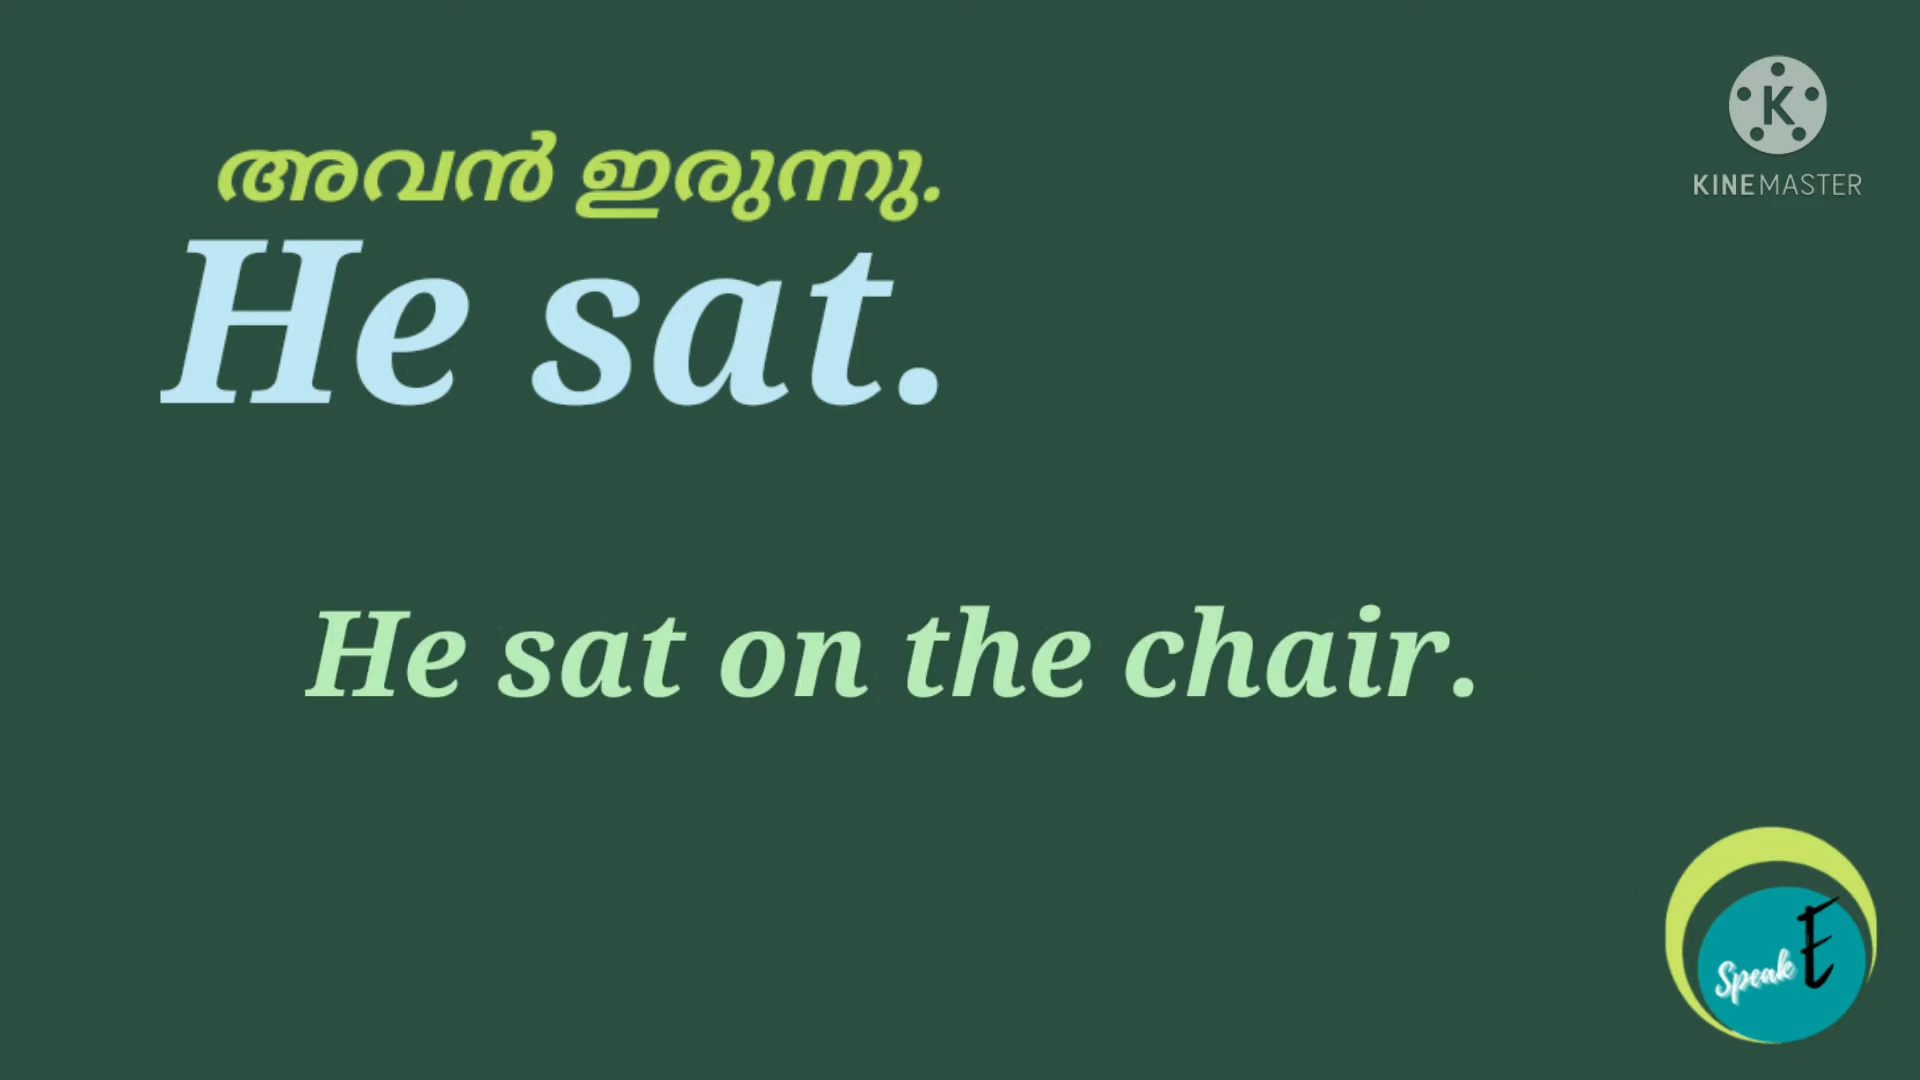 അവൻ ഇരുന്നു.
He sat.
He sat on the chair.
K
KINEMASTER
Speak E